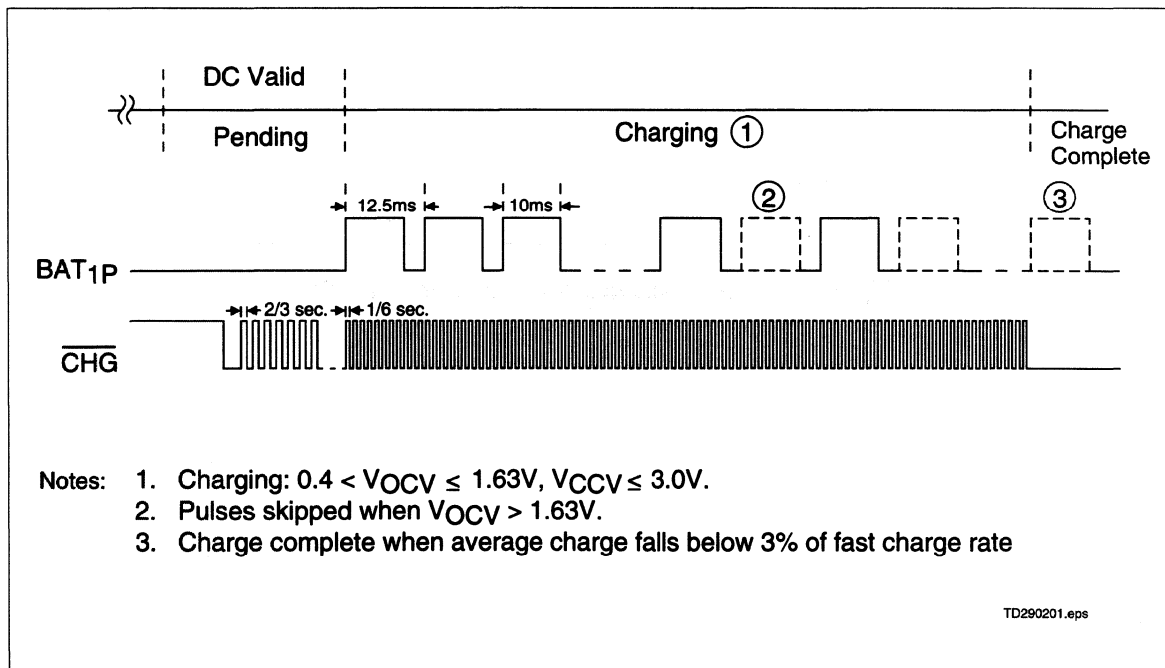 DC Valid
Pending
Charging ①
Charge
Complete
12.5ms
10ms
②
③
BAT1P
2/3 sec.
1/6 sec.
CHG
Notes: 1. Charging: 0.4 < VOCV ≤ 1.63V, VCCV ≤ 3.0V.
2. Pulses skipped when VOCV > 1.63V.
3. Charge complete when average charge falls below 3% of fast charge rate
TD290201.eps